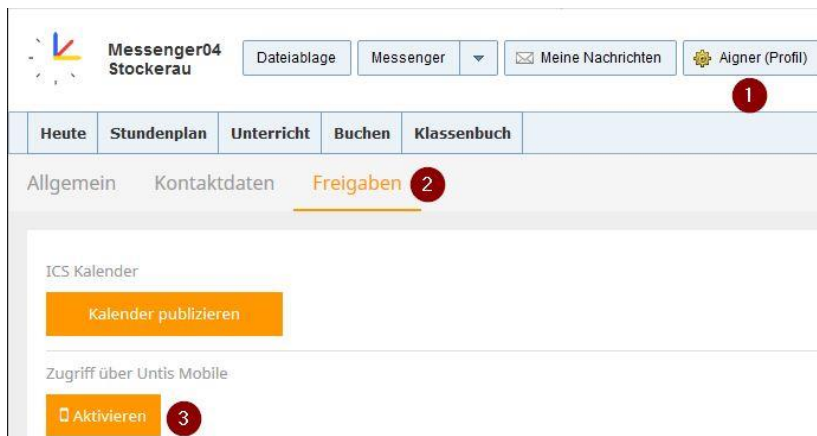 Messenger04
Stockerau
Dateiablage
Messenger
Meine Nachrichten
Aigner (Profil)
1
Heute
Stundenplan
Unterricht
Buchen
Klassenbuch
Allgemein
Kontaktdaten
Freigaben
2
ICS Kalender
Kalender publizieren
Zugriff über Untis Mobile
Aktivieren
3